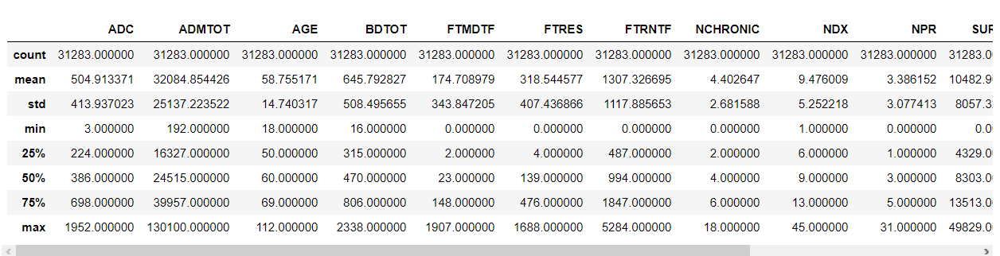 ADC ADMTOT AGE BDTOT FTMDTF FTRES FTRNTF NCHRONIC NDX NPR SUR
count 31283.000000 31283.000000 31283.000000 31283.000000 31283.000000 31283.000000 31283.000000 31283.000000 31283.000000 31283.000000 31283.0
mean 504.913371 32084.854426 58.755171 645.792827 174.708979 318.544577 1307.326695 4.402647 9.476009 3.386152 10482.9
std 413.937023 25137.223522 14.740317 508.495655 343.847205 407.436866 1117.885653 2.681588 5.252218 3.077413 8057.3
min 3.000000 192.000000 18.000000 16.000000 0.000000 0.000000 0.000000 0.000000 1.000000 0.000000 0.0
25% 224.000000 16327.000000 50.000000 315.000000 2.000000 4.000000 487.000000 2.000000 6.000000 1.000000 4329.0
50% 386.000000 24515.000000 60.000000 470.000000 23.000000 139.000000 994.000000 4.000000 9.000000 3.000000 8303.0
75% 698.000000 39957.000000 69.000000 806.000000 148.000000 476.000000 1847.000000 6.000000 13.000000 5.000000 13513.0
max 1952.000000 130100.000000 112.000000 2338.000000 1907.000000 1688.000000 5284.000000 18.000000 45.000000 31.000000 49829.0